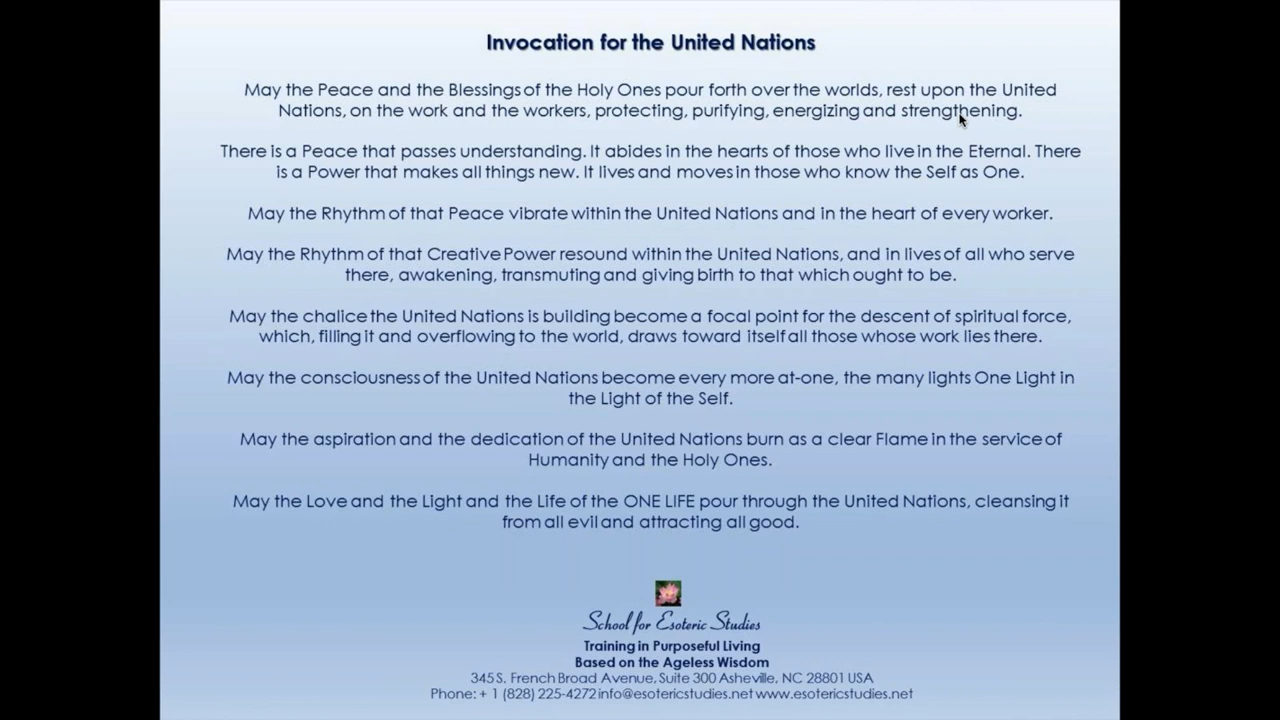 Invocation for the United Nations
May the Peace and the Blessings of the Holy Ones pour forth over the worlds, rest upon the United
Nations, on the work and the workers, protecting, purifying, energizing and strengthening.
There is a Peace that passes understanding. It abides in the hearts of those who live in the Eternal. There
is a Power that makes all things new. It lives and moves in those who know the Self as One.
May the Rhythm of that Peace vibrate within the United Nations and in the heart of every worker.
May the Rhythm of that Creative Power resound within the United Nations, and in lives of all who serve
there, awakening, transmuting and giving birth to that which ought to be.
May the chalice the United Nations is building become a focal point for the descent of spiritual force,
which, filling it and overflowing to the world, draws toward itself all those whose work lies there.
May the consciousness of the United Nations become every more at-one, the many lights One Light in
the Light of the Self.
May the aspiration and the dedication of the United Nations burn as a clear Flame in the service of
Humanity and the Holy Ones.
May the Love and the Light and the Life of the ONE LIFE pour through the United Nations, cleansing it
from all evil and attracting all good.
School for Esoteric Studies
Training in Purposeful Living
Based on the Ageless Wisdom
345 S. French Broad Avenue, Suite 300 Asheville, NC 28801 USA
Phone: + 1 (828) 225-4272 info@esotericstudies.net www.esotericstudies.net